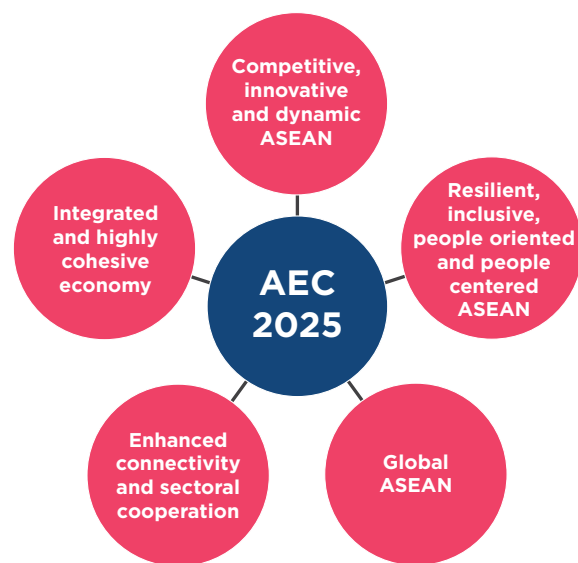 Competitive,
innovative
and dynamic
ASEAN
Resilient,
inclusive,
people oriented
and people
centered
ASEAN
Integrated
and highly
cohesive
economy
AEC
2025
Enhanced
connectivity
and sectoral
cooperation
Global
ASEAN